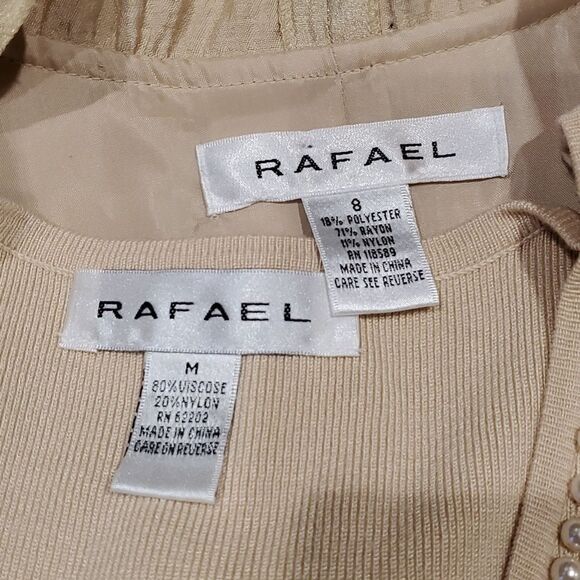 RAFAEL
8
18% POLYESTER
71% RAYON
11% NYLON
RN 118589
MADE IN CHINA
CARE SEE REVERSE
RAFAEL
M
80%VISCOSE
20%NYLON
RN 62202
MADE IN CHINA
CARE ON REVERSE